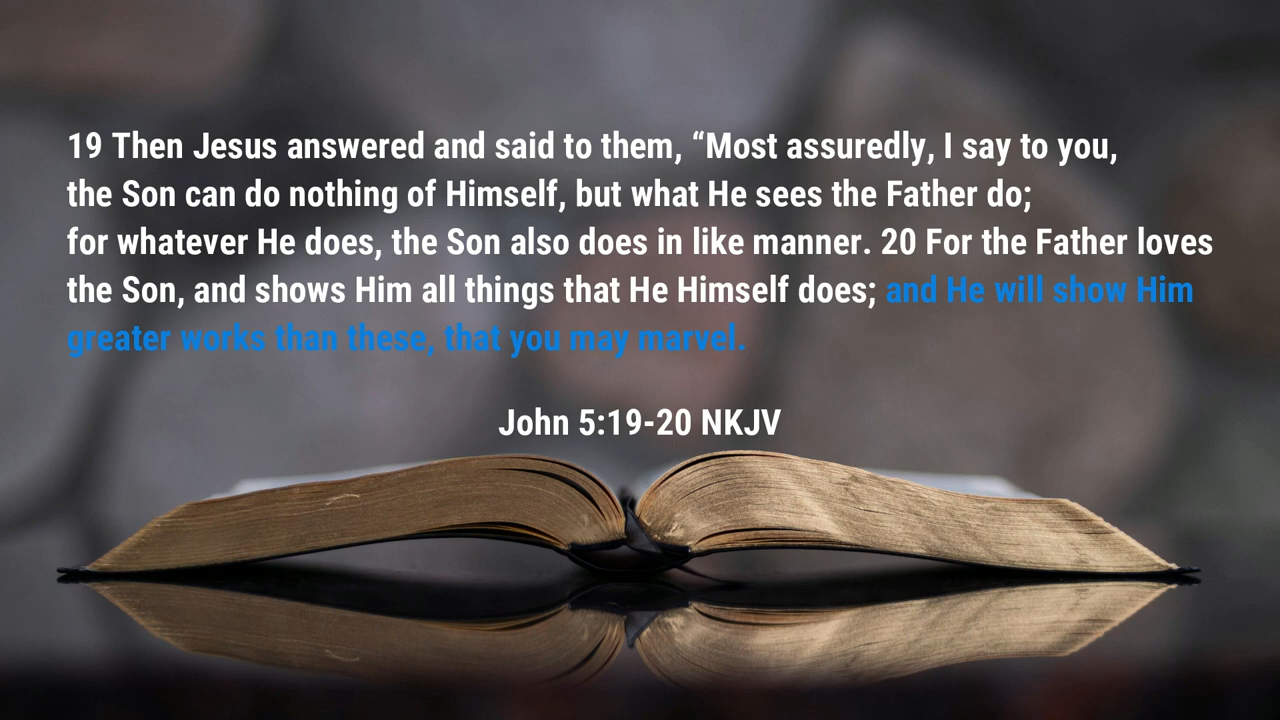 19 Then Jesus answered and said to them, “Most assuredly, I say to you,
the Son can do nothing of Himself, but what He sees the Father do;
for whatever He does, the Son also does in like manner. 20 For the Father loves
the Son, and shows Him all things that He Himself does; and He will show Him
greater works than these, that you may marvel.
John 5:19-20 NKJV